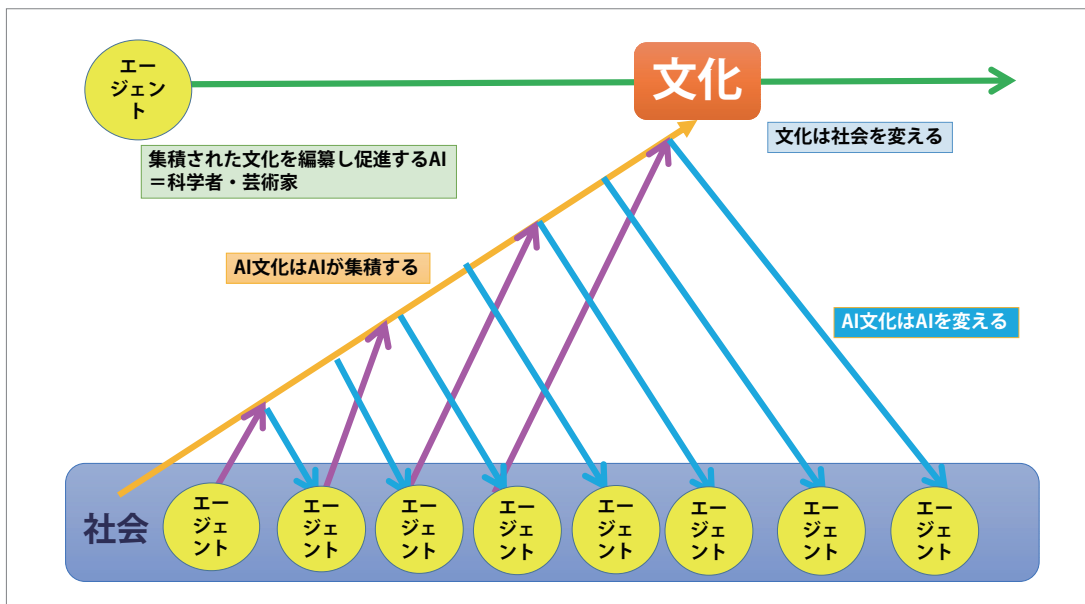 エー
ジェン
ト
文化
文化は社会を変える
集積された文化を編纂し促進するAI
=科学者・芸術家
AI文化はAIが集積する
AI文化はAIを変える
社会
エー
ジェ
ント
エー
ジェ
ント
エー
ジェ
ント
エー
ジェ
ント
エー
ジェ
ント
エー
ジェ
ント
エー
ジェ
ント
エー
ジェ
ント